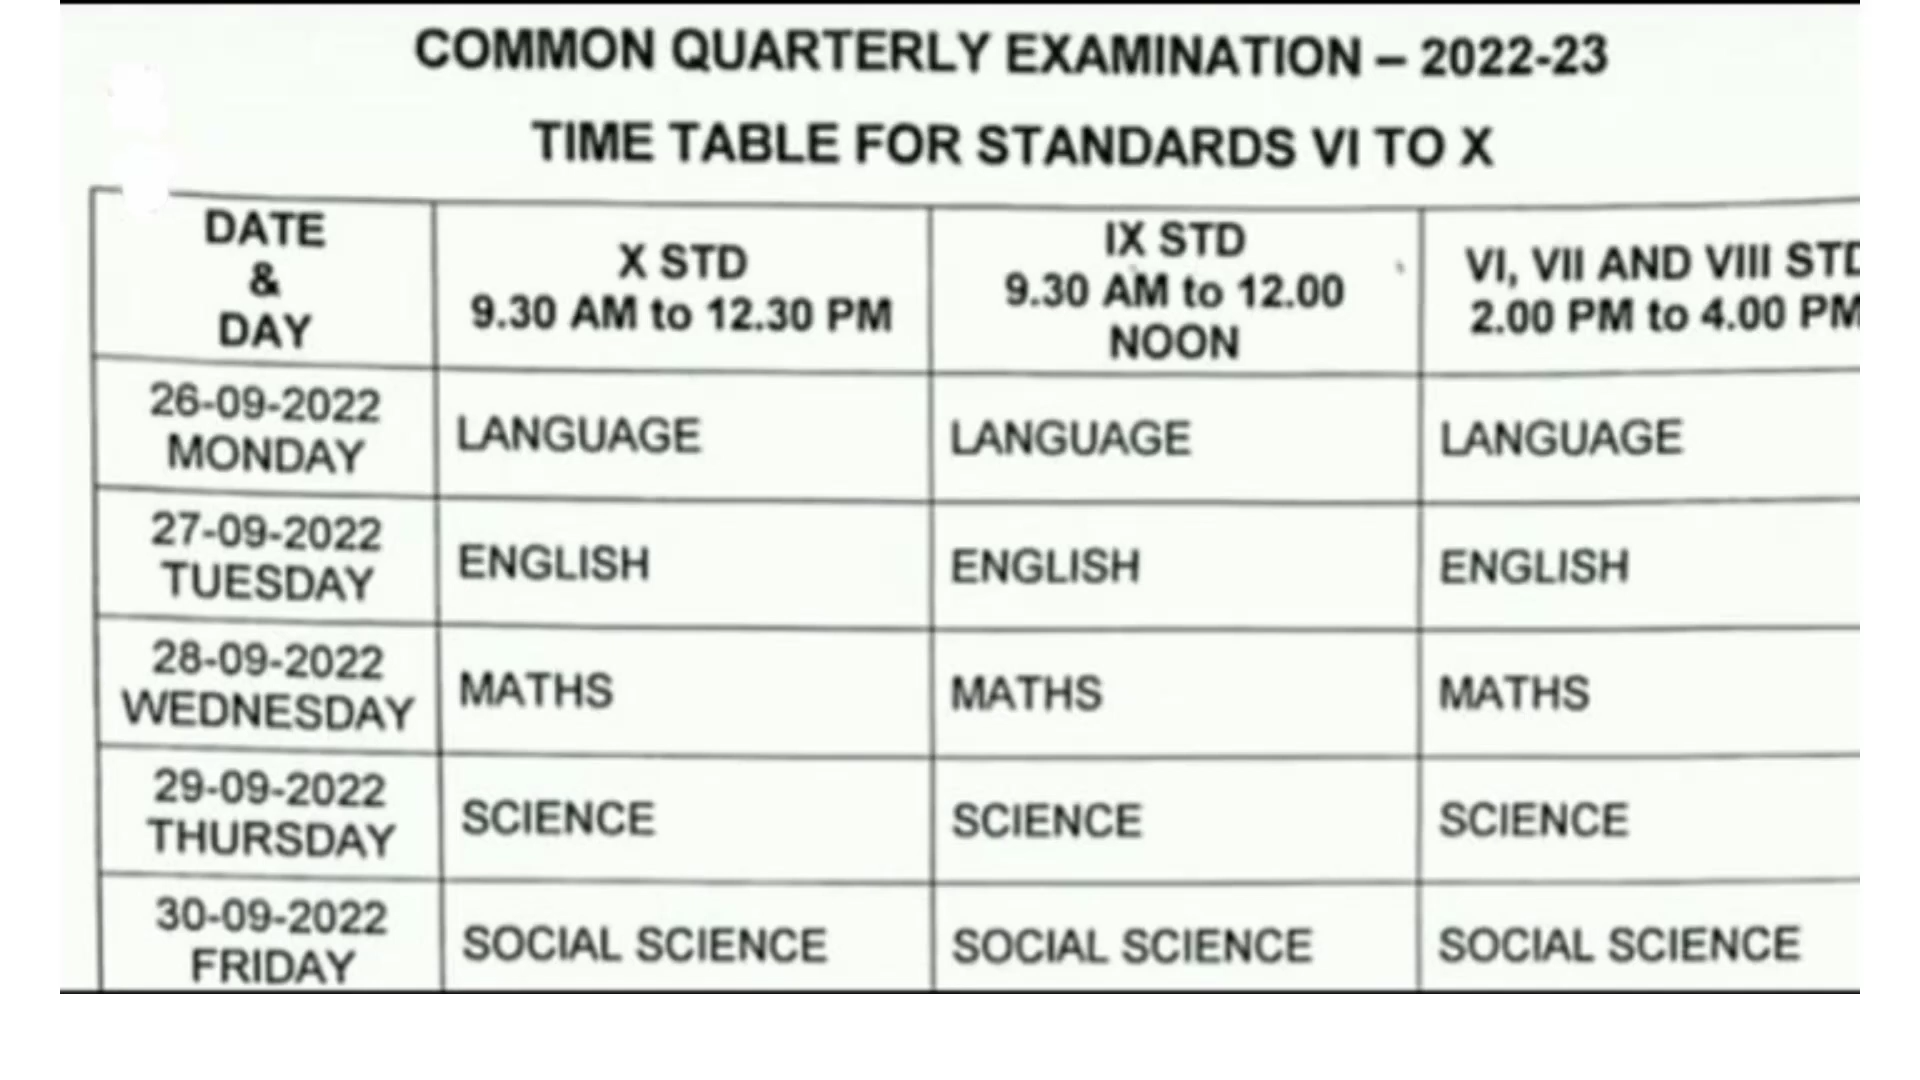 COMMON QUARTERLY EXAMINATION – 2022-23
TIME TABLE FOR STANDARDS VI TO X
DATE
&
DAY
X STD
9.30 AM to 12.30 PM
IX STD
9.30 AM to 12.00
NOON
VI, VII AND VIII STD
2.00 PM to 4.00 PM
26-09-2022
MONDAY
LANGUAGE
LANGUAGE
LANGUAGE
27-09-2022
TUESDAY
ENGLISH
ENGLISH
ENGLISH
28-09-2022
WEDNESDAY
MATHS
MATHS
MATHS
29-09-2022
THURSDAY
SCIENCE
SCIENCE
SCIENCE
30-09-2022
FRIDAY
SOCIAL SCIENCE
SOCIAL SCIENCE
SOCIAL SCIENCE